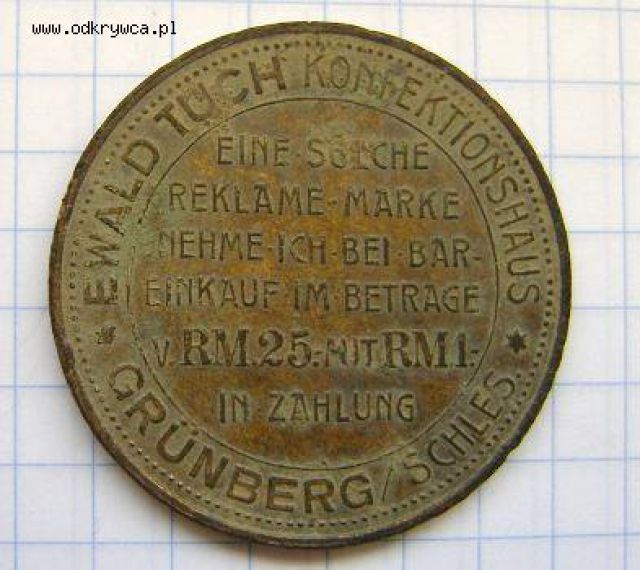 www.odkrywca.pl
EWALD TUCH KONFEKTIONSHAUS
EINE SOLCHE
REKLAME-MARKE
NEHME-ICH-BEI-BAR-
EINKAUF IM BETRAGE
V. RM.25.- MIT RM1.-
IN ZAHLUNG
GRÜNBERG/SCHLES.